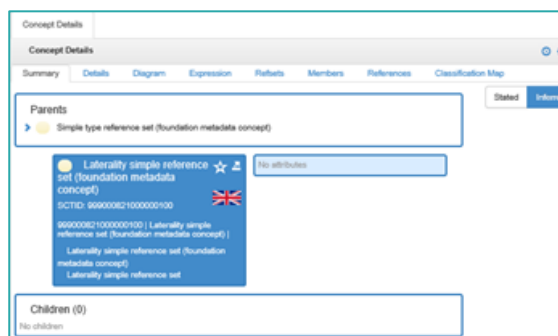 Concept Details
Concept Details
Summary Details Diagram Expression Refsets Members References Classification Map
Stated
Parents
Simple type reference set (foundation metadata concept)
Laterality simple reference
set (foundation metadata
concept)
SCTID: 999000821000000100
999000821000000100 | Laterality simple
reference set (foundation metadata concept) |
Laterality simple reference set (foundation
metadata concept)
Laterality simple reference set
No attributes
Children (0)
No children